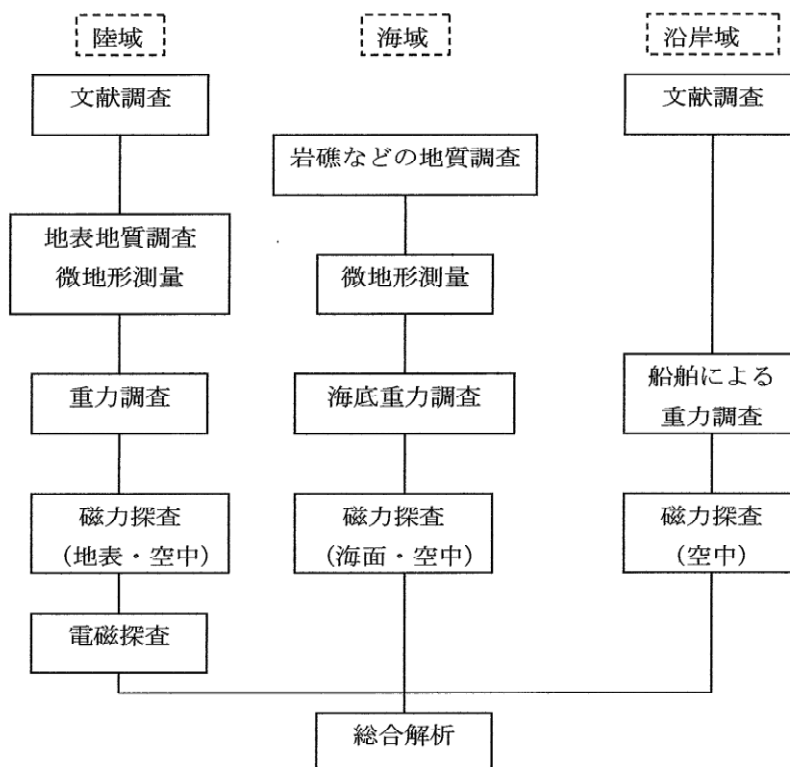 陸域
文献調査
地表地質調査
微地形測量
重力調査
磁力探査
（地表・空中）
電磁探査
海域
岩礁などの地質調査
微地形測量
海底重力調査
磁力探査
（海面・空中）
沿岸域
文献調査
船舶による
重力調査
磁力探査
（空中）
総合解析